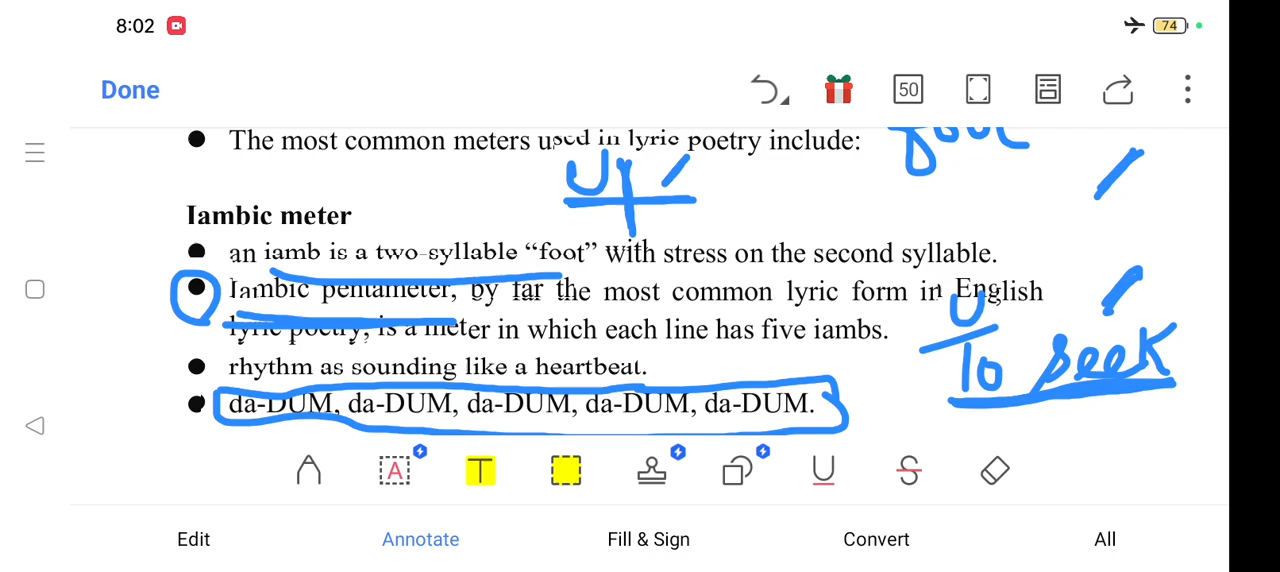 8:02
74
Done
50
The most common meters used in lyric poetry include:
foot
U /
Iambic meter
an iamb is a two-syllable “foot” with stress on the second syllable.
Iambic pentameter, by far the most common lyric form in English
lyric poetry, is a meter in which each line has five iambs.
U /
To seek
rhythm as sounding like a heartbeat.
da-DUM, da-DUM, da-DUM, da-DUM, da-DUM.
A T U S
Edit Annotate Fill & Sign Convert All